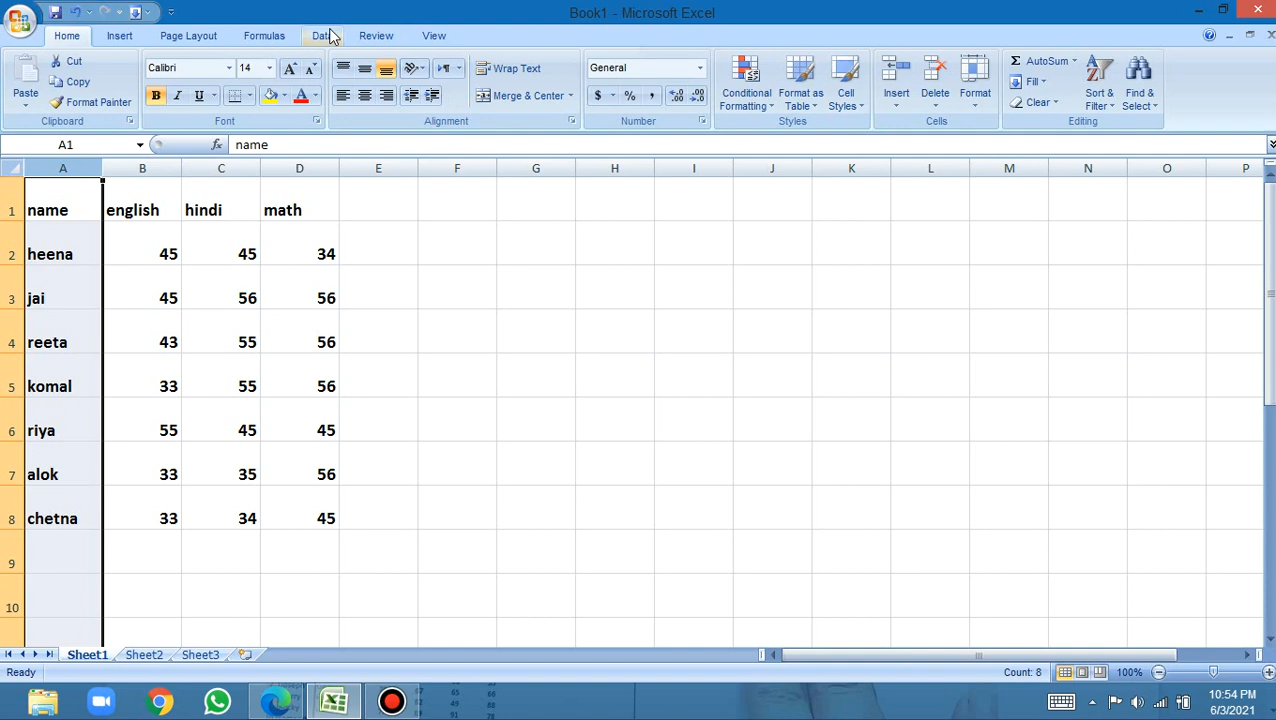 Book1 - Microsoft Excel
Home Insert Page Layout Formulas Data Review View
Paste
Cut
Copy
Format Painter
Clipboard
Calibri 14
B I U A
Font
Wrap Text
Merge & Center
Alignment
General
$ % ,
Number
Conditional Formatting
Format as Table
Cell Styles
Styles
Insert Delete Format
Cells
Σ AutoSum
Fill
Clear
Sort & Filter
Find & Select
Editing
A1 fx name
A B C D E F G H I J K L M N O P
1 name english hindi math
2 heena 45 45 34
3 jai 45 56 56
4 reeta 43 55 56
5 komal 33 55 56
6 riya 55 45 45
7 alok 33 35 56
8 chetna 33 34 45
9
10
Sheet1 Sheet2 Sheet3
Ready Count: 8 100%
10:54 PM
6/3/2021